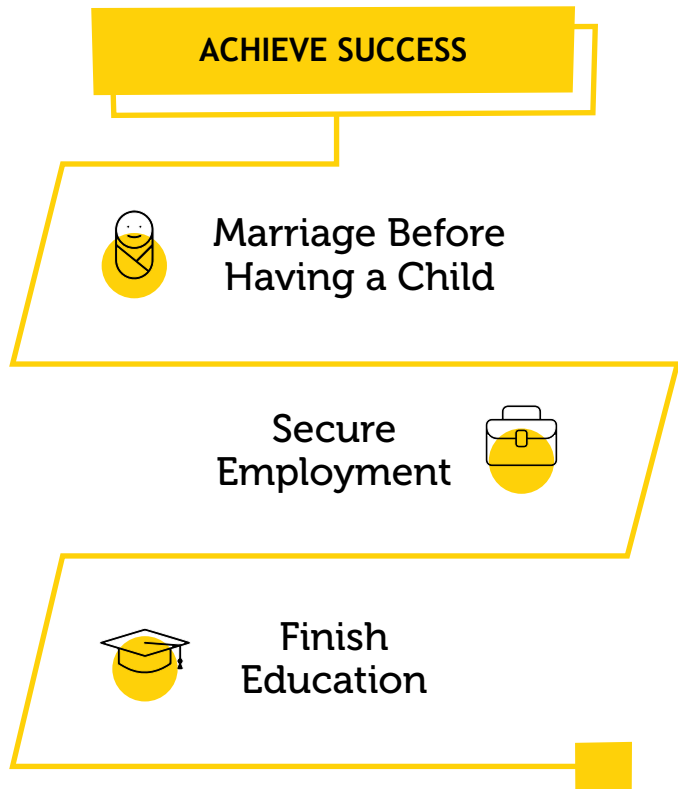 ACHIEVE SUCCESS
Marriage Before
Having a Child
Secure
Employment
Finish
Education